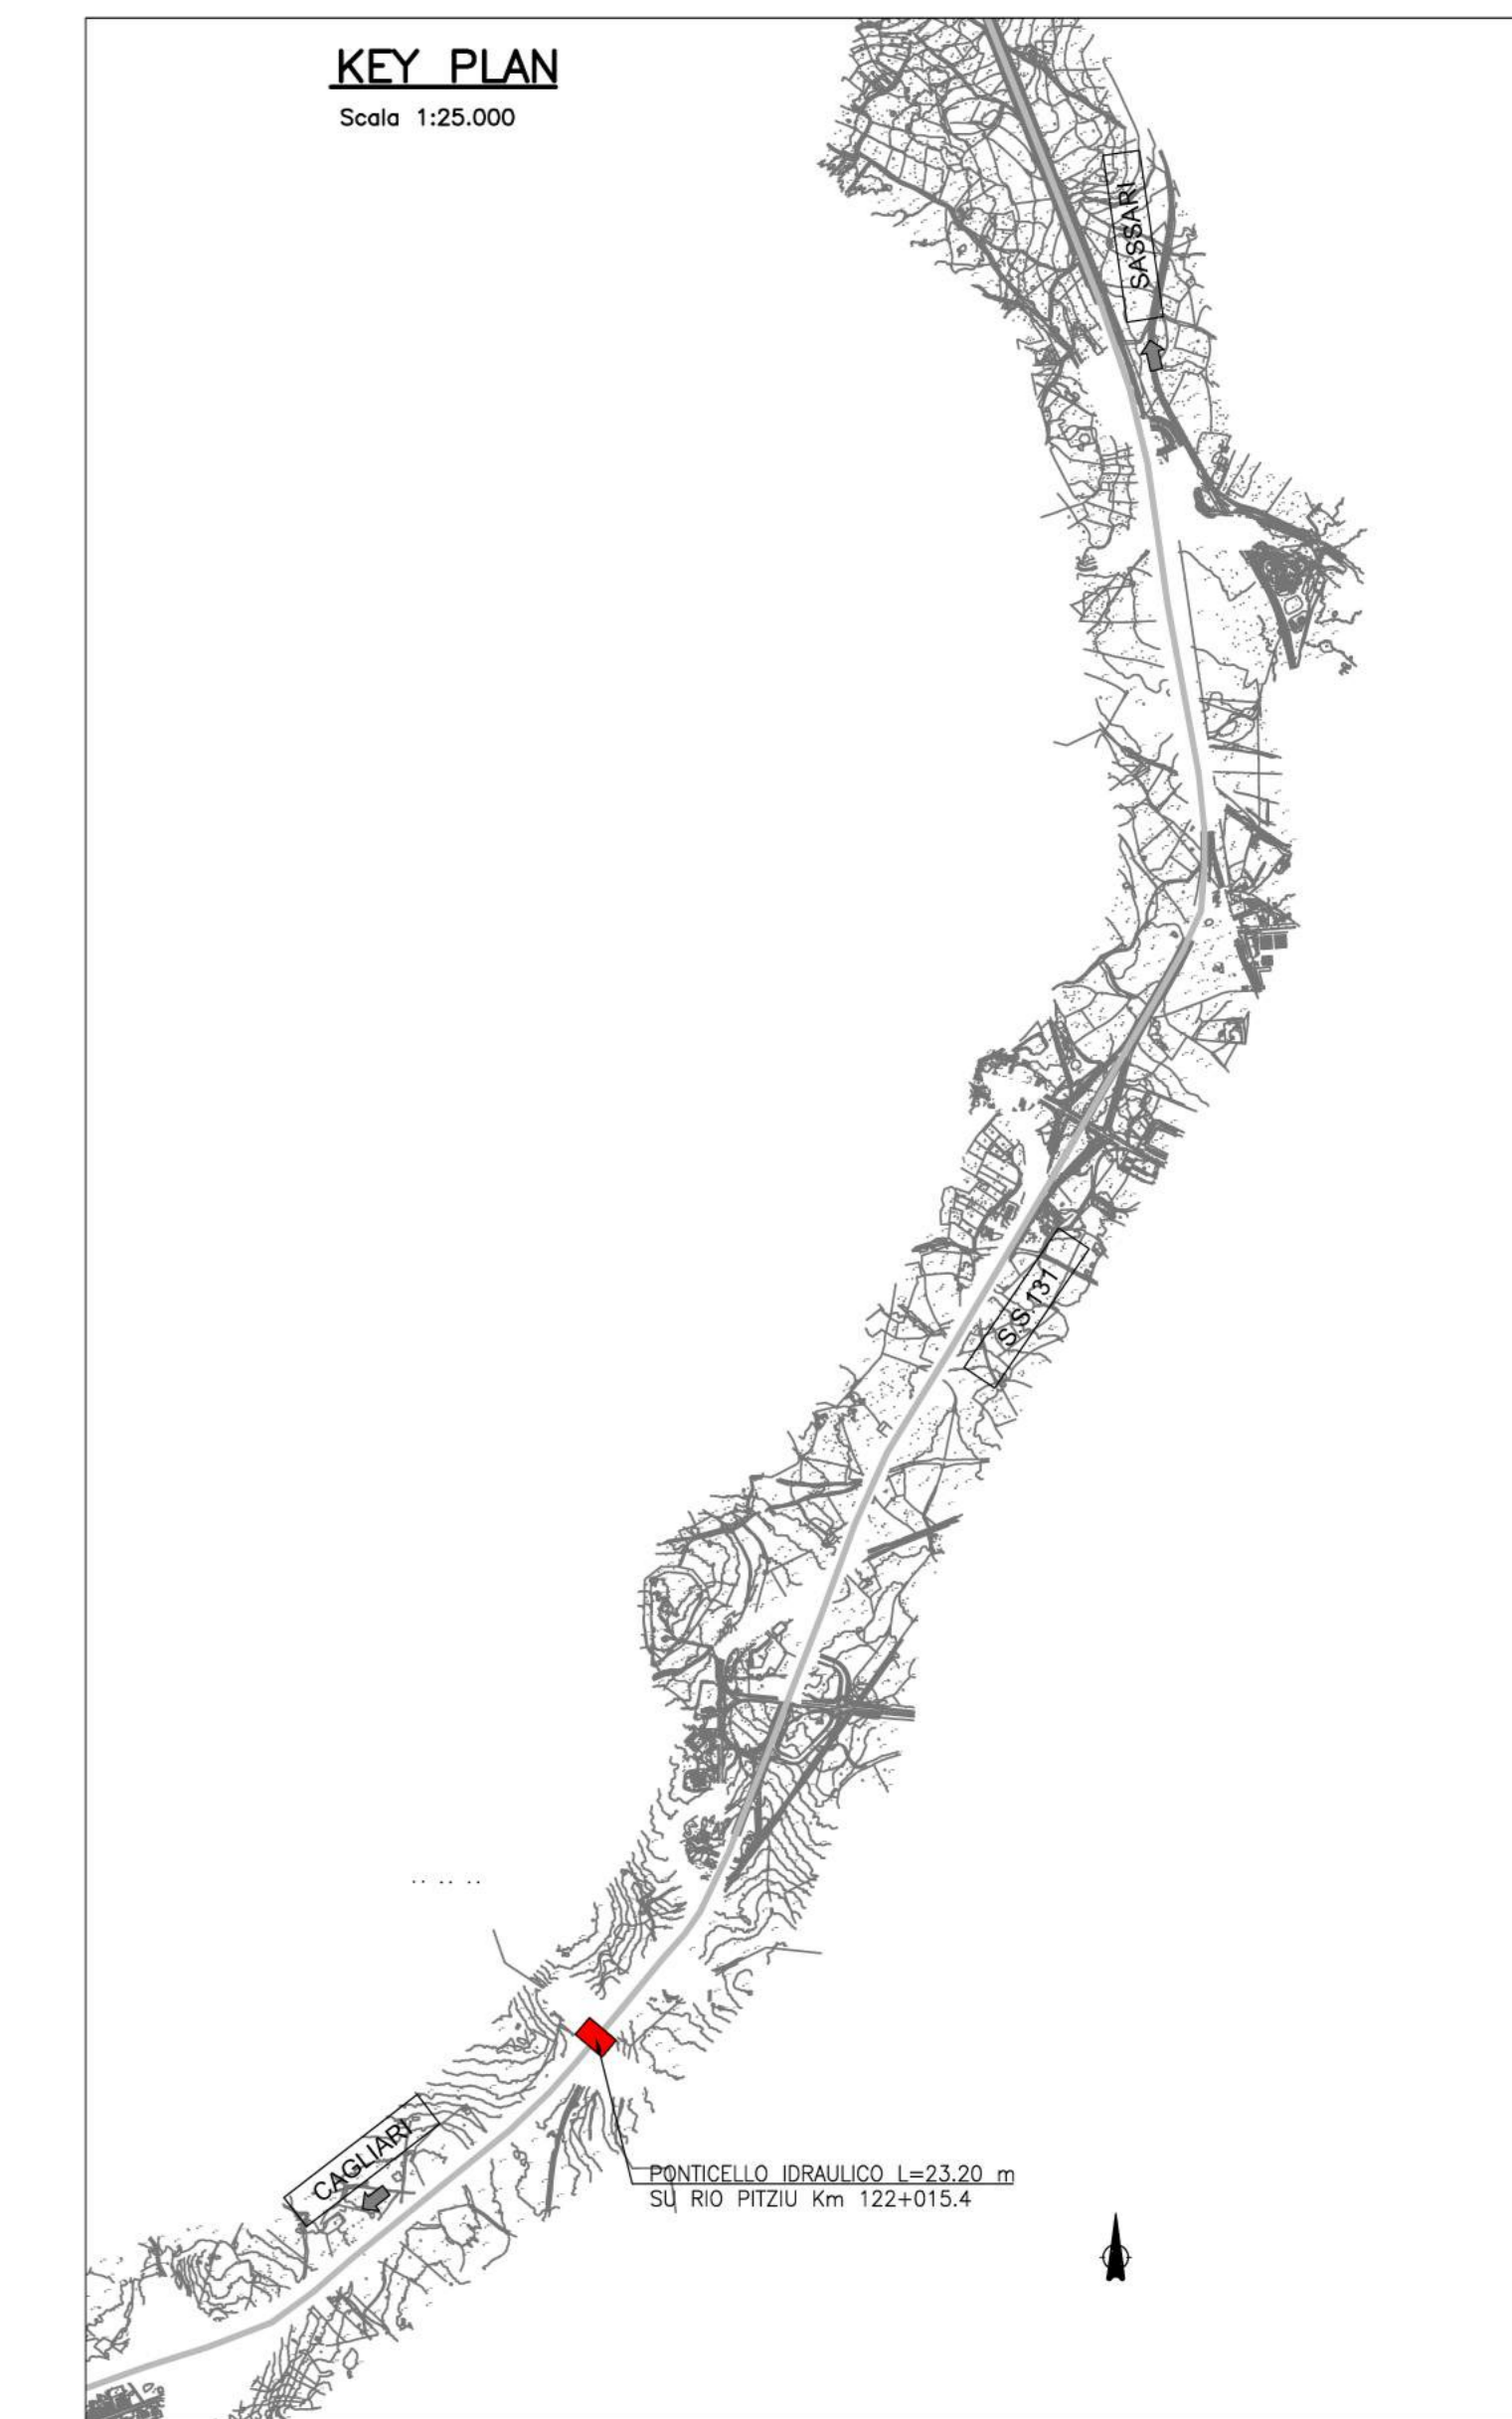 KEY PLAN
Scala 1:25.000
SASSARI
S.S.131
CAGLIARI
PONTICELLO IDRAULICO L=23.20 m
SU RIO PITZIU Km 122+015.4